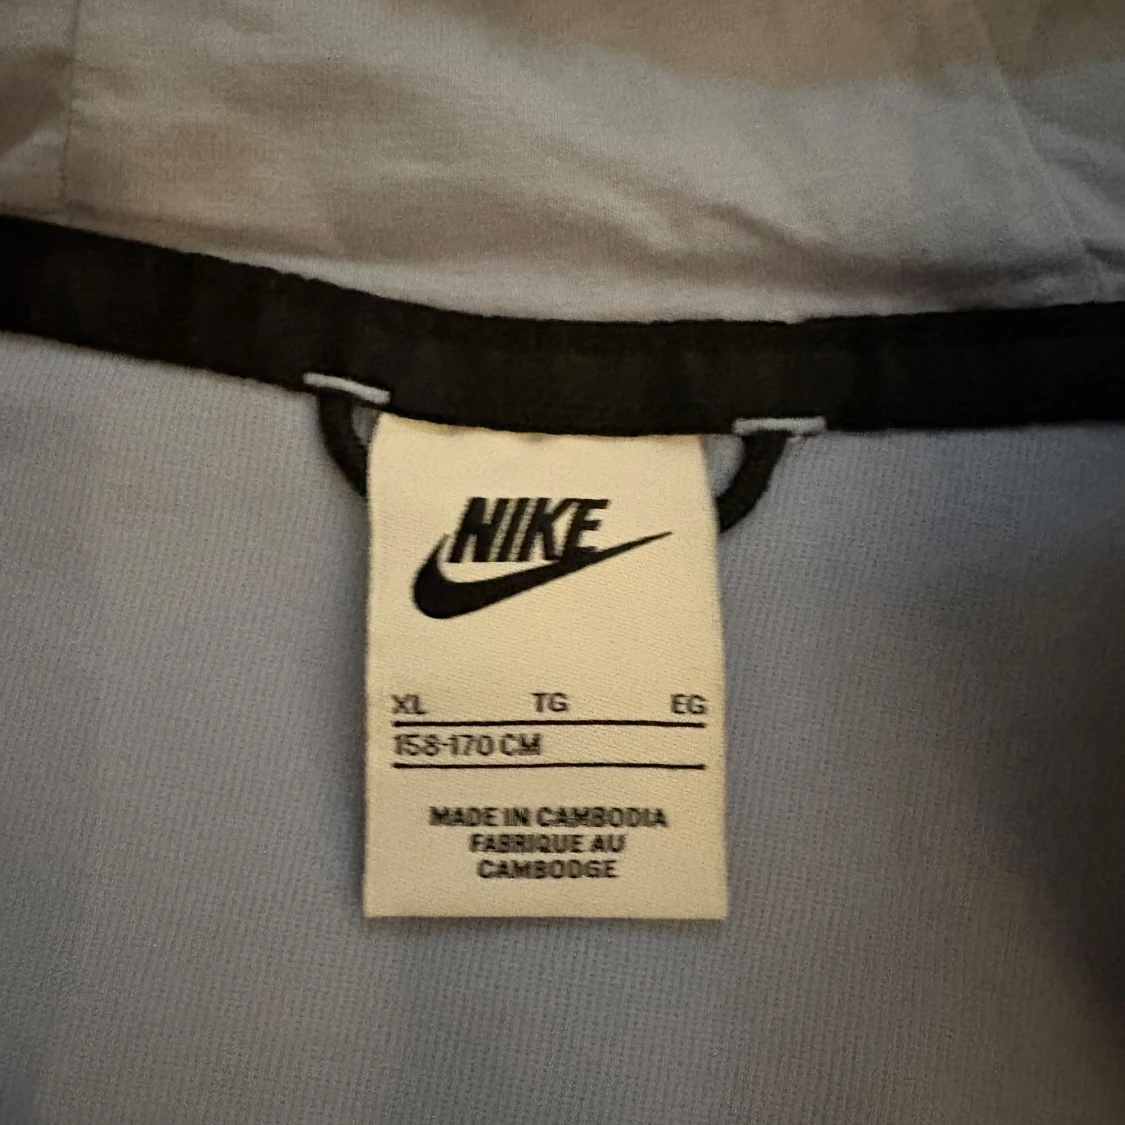 NIKE
XL TG EG
158-170 CM
MADE IN CAMBODIA
FABRIQUE AU
CAMBODGE